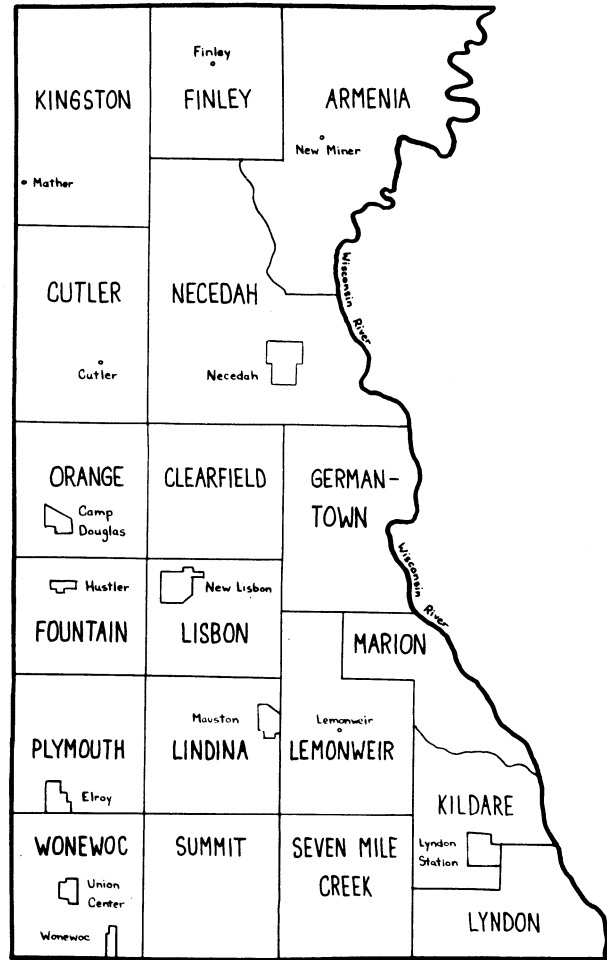 Finley
KINGSTON
FINLEY
ARMENIA
New Miner
Mather
Wisconsin River
CUTLER
NECEDAH
Cutler
Necedah
ORANGE
CLEARFIELD
GERMAN-
TOWN
Camp
Douglas
Wisconsin River
Hustler
New Lisbon
FOUNTAIN
LISBON
MARION
Mauston
Lemonweir
PLYMOUTH
LINDINA
LEMONWEIR
Elroy
KILDARE
WONEWOC
SUMMIT
SEVEN MILE
CREEK
Lyndon
Station
Union
Center
LYNDON
Wonewoc